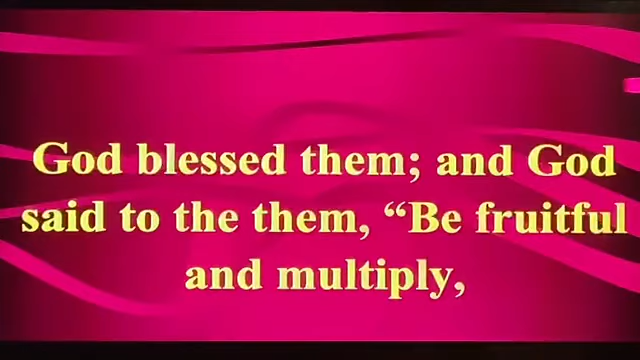 God blessed them; and God
said to the them, “Be fruitful
and multiply,